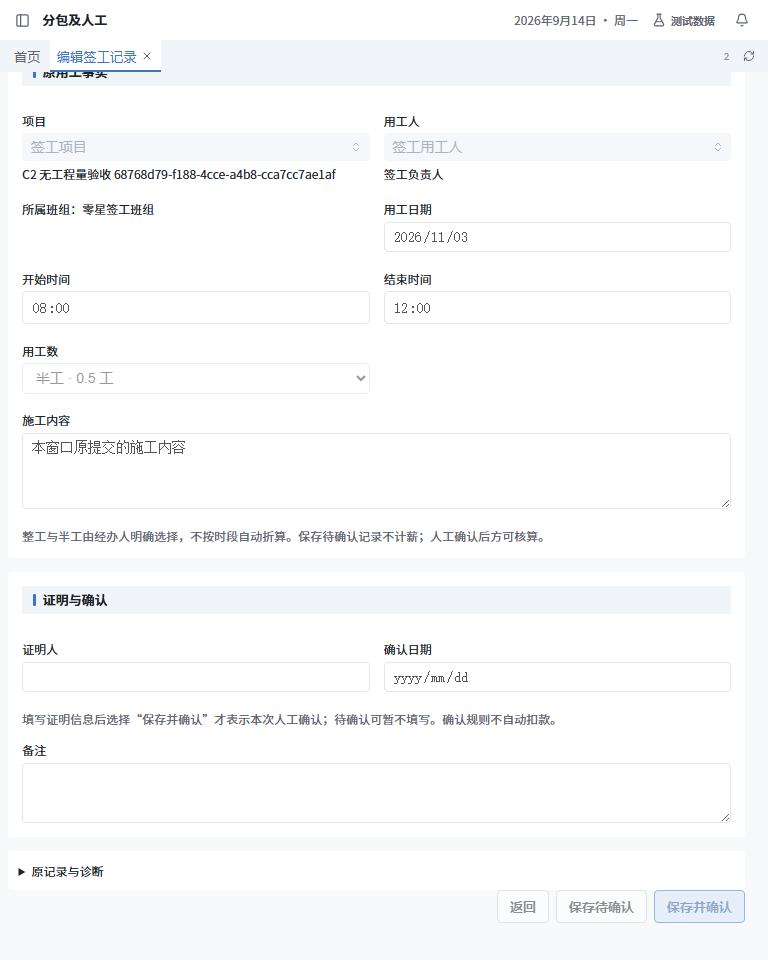 分包及人工
2026年9月14日 · 周一
测试数据
首页
编辑签工记录 ×
2
原用工事实
项目
用工人
签工项目
签工用工人
C2 无工程量验收 68768d79-f188-4cce-a4b8-cca7cc7ae1af
签工负责人
所属班组：零星签工班组
用工日期
2026/11/03
开始时间
结束时间
08:00
12:00
用工数
半工 · 0.5 工
施工内容
本窗口原提交的施工内容
整工与半工由经办人明确选择，不按时段自动折算。保存待确认记录不计薪；人工确认后方可核算。
证明与确认
证明人
确认日期
yyyy/mm/dd
填写证明信息后选择“保存并确认”才表示本次人工确认；待确认可暂不填写。确认规则不自动扣款。
备注
原记录与诊断
返回
保存待确认
保存并确认